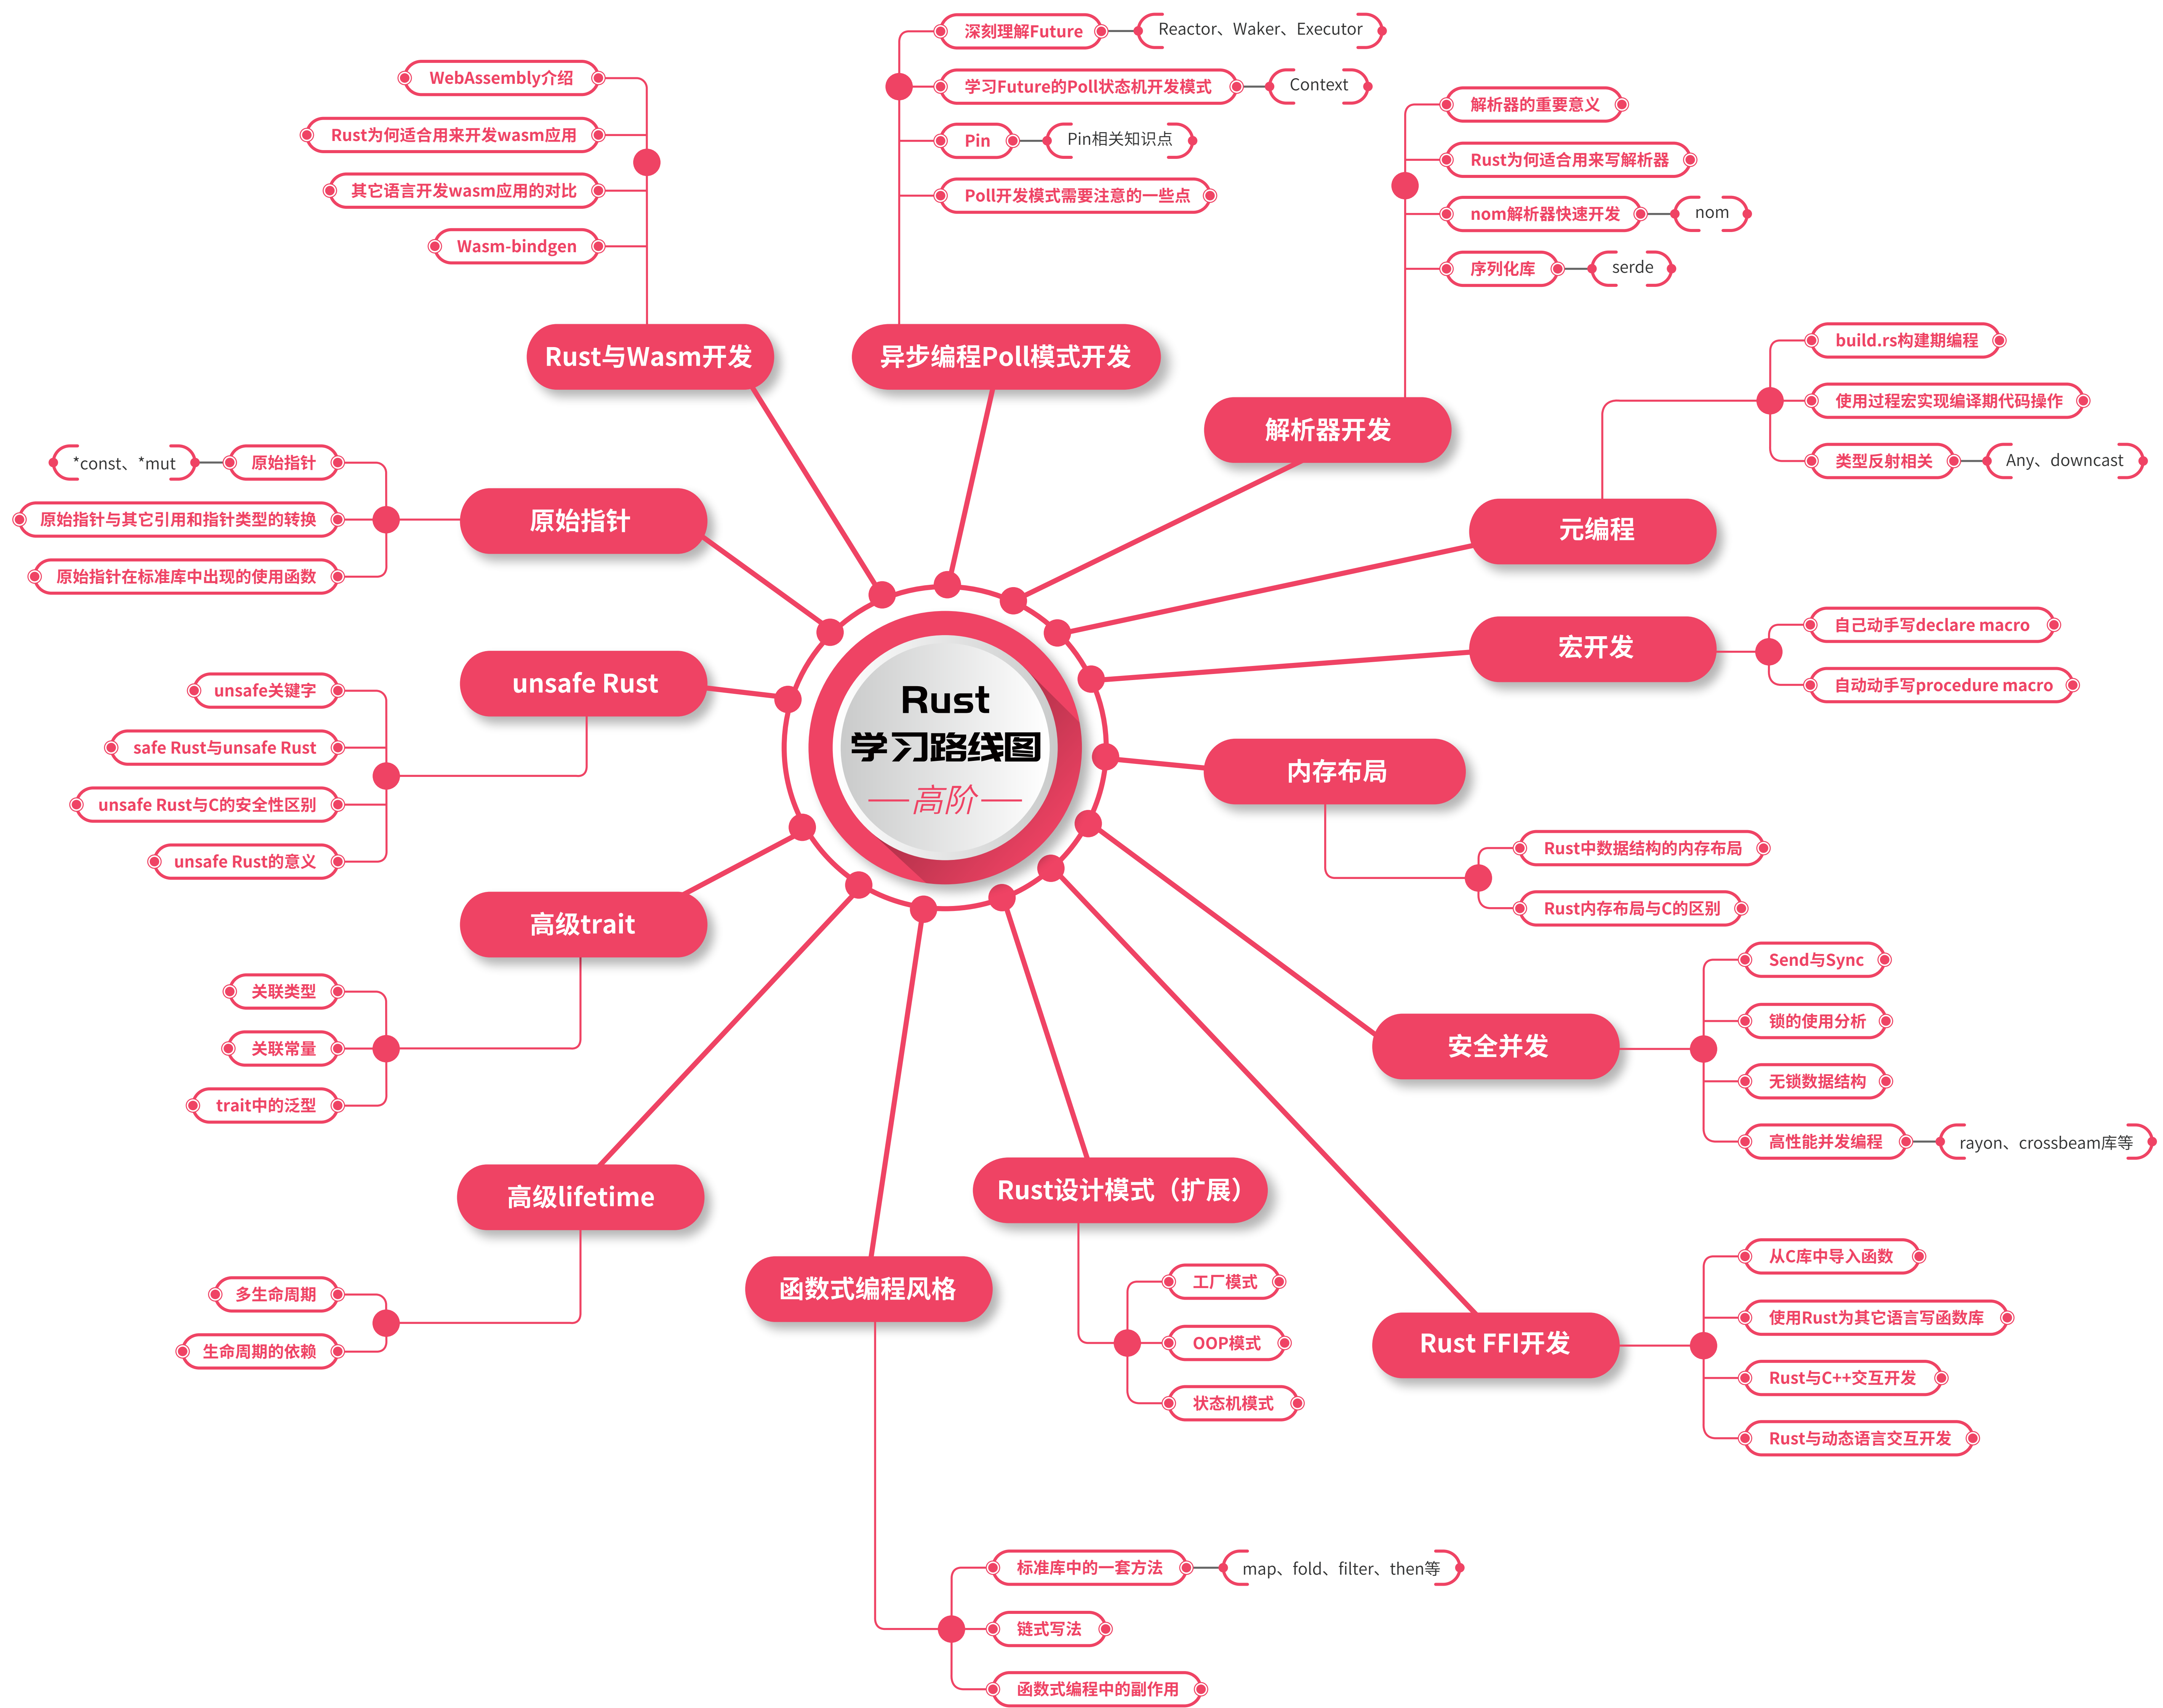 Rust
学习路线图
高阶
异步编程Poll模式开发
深刻理解Future
Reactor、Waker、Executor
学习Future的Poll状态机开发模式
Context
Pin
Pin相关知识点
Poll开发模式需要注意的一些点
解析器开发
解析器的重要意义
Rust为何适合用来写解析器
nom解析器快速开发
nom
序列化库
serde
元编程
build.rs构建期编程
使用过程宏实现编译期代码操作
类型反射相关
Any、downcast
宏开发
自己动手写declare macro
自动动手写procedure macro
内存布局
Rust中数据结构的内存布局
Rust内存布局与C的区别
安全并发
Send与Sync
锁的使用分析
无锁数据结构
高性能并发编程
rayon、crossbeam库等
Rust FFI开发
从C库中导入函数
使用Rust为其它语言写函数库
Rust与C++交互开发
Rust与动态语言交互开发
Rust设计模式（扩展）
工厂模式
OOP模式
状态机模式
函数式编程风格
标准库中的一套方法
map、fold、filter、then等
链式写法
函数式编程中的副作用
高级lifetime
多生命周期
生命周期的依赖
高级trait
关联类型
关联常量
trait中的泛型
unsafe Rust
unsafe关键字
safe Rust与unsafe Rust
unsafe Rust与C的安全性区别
unsafe Rust的意义
原始指针
原始指针
*const、*mut
原始指针与其它引用和指针类型的转换
原始指针在标准库中出现的使用函数
Rust与Wasm开发
WebAssembly介绍
Rust为何适合用来开发wasm应用
其它语言开发wasm应用的对比
Wasm-bindgen